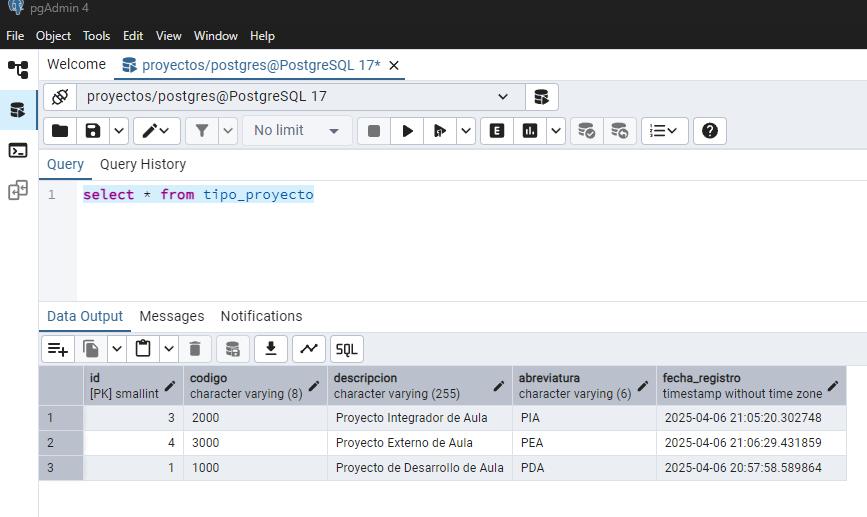 pgAdmin 4
File Object Tools Edit View Window Help
Welcome proyectos/postgres@PostgreSQL 17*
proyectos/postgres@PostgreSQL 17
No limit
E
Query Query History
1 select * from tipo_proyecto
Data Output Messages Notifications
SQL
id codigo descripcion abreviatura fecha_registro
[PK] smallint character varying (8) character varying (255) character varying (6) timestamp without time zone
1 3 2000 Proyecto Integrador de Aula PIA 2025-04-06 21:05:20.302748
2 4 3000 Proyecto Externo de Aula PEA 2025-04-06 21:06:29.431859
3 1 1000 Proyecto de Desarrollo de Aula PDA 2025-04-06 20:57:58.589864